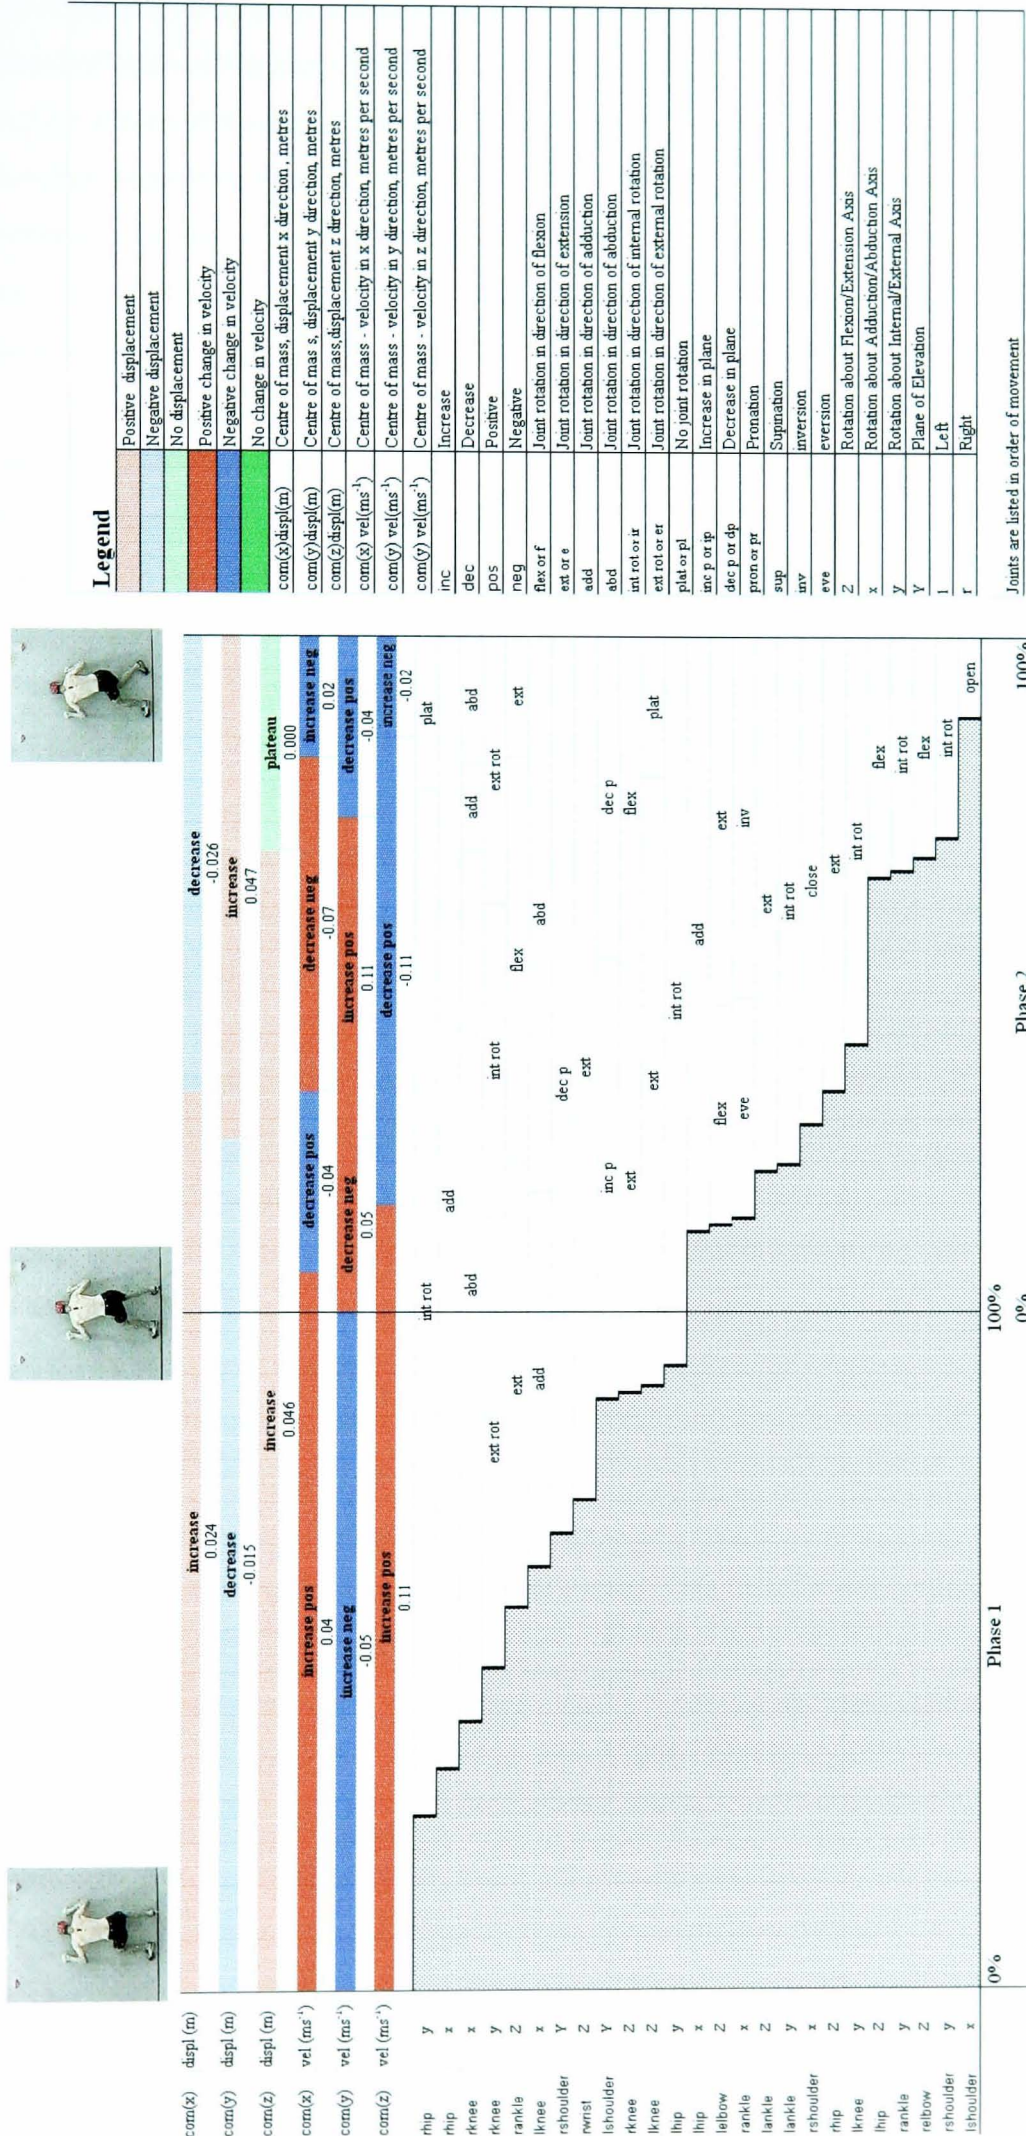 com(x) displ (m) increase decrease
0.024 -0.026
com(y) displ (m) decrease increase
-0.015 0.047
com(z) displ (m) increase plateau
0.046 0.000
com(x) vel (ms⁻¹) increase pos decrease pos decrease neg increase neg
0.04 -0.04 -0.07 0.02
com(y) vel (ms⁻¹) increase neg decrease neg increase pos decrease pos
-0.05 0.05 0.11 -0.04
com(z) vel (ms⁻¹) increase pos decrease pos increase neg
0.11 -0.11 -0.02
rhip y int rot plat
rhip x add
rknee x abd add abd
rknee y ext rot int rot ext rot
rankle Z ext flex ext
lknee x add abd
rshoulder Y dec p
rwrist Z ext
lshoulder Y inc p dec p
rknee Z ext flex
lknee Z ext plat
lhip y int rot
lhip x add
lelbow Z flex ext
rankle x eve inv
lankle Z ext
lankle y int rot
rshoulder x close
rhip Z ext
lknee y int rot
lhip Z flex
rankle y int rot
relbow Z flex
rshoulder y int rot
lshoulder x open
0% Phase 1 100%
0% Phase 2 100%
Legend
Positive displacement
Negative displacement
No displacement
Positive change in velocity
Negative change in velocity
No change in velocity
com(x)displ(m) Centre of mass, displacement x direction , metres
com(y)displ(m) Centre of mas s, displacement y direction, metres
com(z)displ(m) Centre of mass,displacement z direction, metres
com(x) vel(ms⁻¹) Centre of mass - velocity in x direction, metres per second
com(y) vel(ms⁻¹) Centre of mass - velocity in y direction, metres per second
com(y) vel(ms⁻¹) Centre of mass - velocity in z direction, metres per second
inc Increase
dec Decrease
pos Positive
neg Negative
flex or f Joint rotation in direction of flexion
ext or e Joint rotation in direction of extension
add Joint rotation in direction of adduction
abd Joint rotation in direction of abduction
int rot or ir Joint rotation in direction of internal rotation
ext rot or er Joint rotation in direction of external rotation
plat or pl No joint rotation
inc p or ip Increase in plane
dec p or dp Decrease in plane
pron or pr Pronation
sup Supination
inv inversion
eve eversion
Z Rotation about Flexion/Extension Axis
x Rotation about Adduction/Abduction Axis
y Rotation about Internal/External Axis
Y Plane of Elevation
l Left
r Right
Joints are listed in order of movement